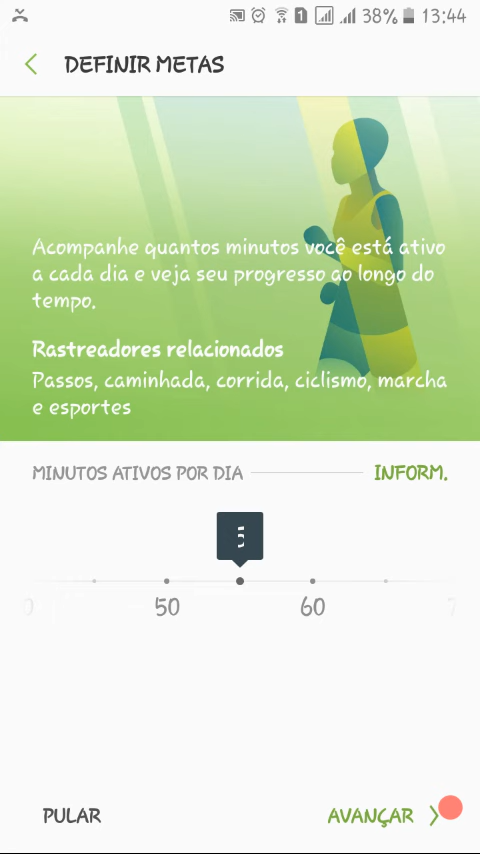 1 38% 13:44
DEFINIR METAS
Acompanhe quantos minutos você está ativo
a cada dia e veja seu progresso ao longo do
tempo.
Rastreadores relacionados
Passos, caminhada, corrida, ciclismo, marcha
e esportes
MINUTOS ATIVOS POR DIA INFORM.
50 60
PULAR AVANÇAR